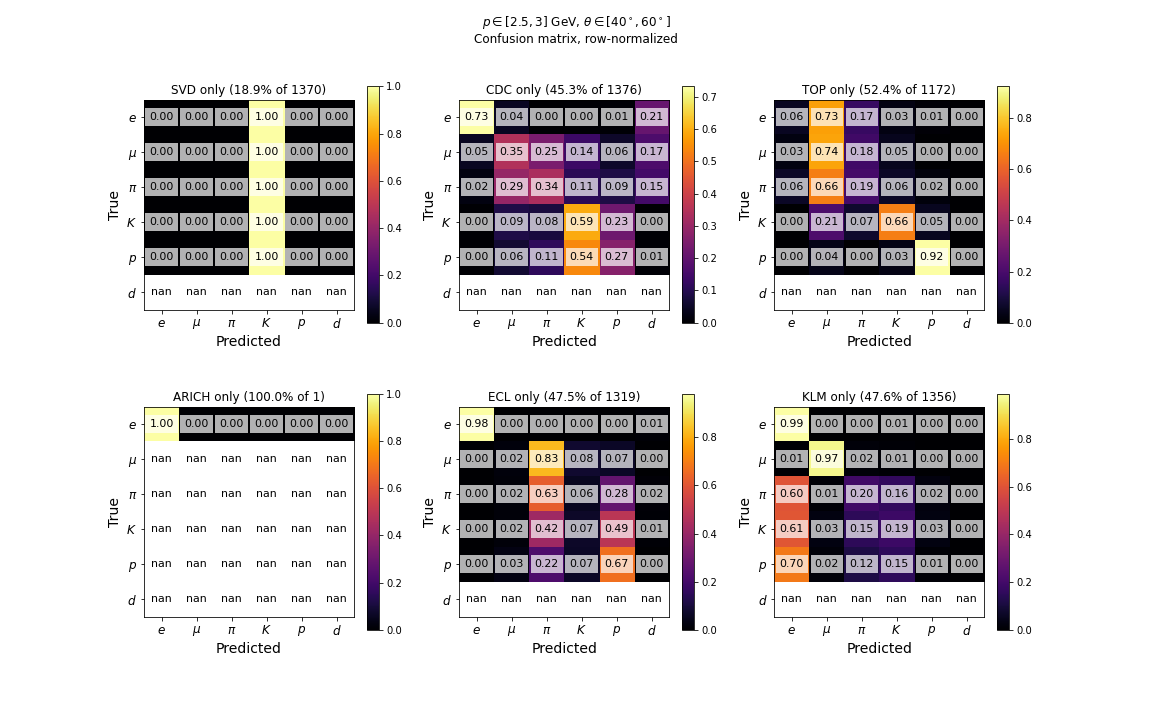 p ∈ [2.5, 3] GeV, θ ∈ [40°, 60°]
Confusion matrix, row-normalized
SVD only (18.9% of 1370)
e 0.00 0.00 0.00 1.00 0.00 0.00
μ 0.00 0.00 0.00 1.00 0.00 0.00
π 0.00 0.00 0.00 1.00 0.00 0.00
K 0.00 0.00 0.00 1.00 0.00 0.00
p 0.00 0.00 0.00 1.00 0.00 0.00
d nan nan nan nan nan nan
e μ π K p d
Predicted
True
1.0
0.8
0.6
0.4
0.2
0.0
CDC only (45.3% of 1376)
e 0.73 0.04 0.00 0.00 0.01 0.21
μ 0.05 0.35 0.25 0.14 0.06 0.17
π 0.02 0.29 0.34 0.11 0.09 0.15
K 0.00 0.09 0.08 0.59 0.23 0.00
p 0.00 0.06 0.11 0.54 0.27 0.01
d nan nan nan nan nan nan
e μ π K p d
Predicted
True
0.7
0.6
0.5
0.4
0.3
0.2
0.1
0.0
TOP only (52.4% of 1172)
e 0.06 0.73 0.17 0.03 0.01 0.00
μ 0.03 0.74 0.18 0.05 0.00 0.00
π 0.06 0.66 0.19 0.06 0.02 0.00
K 0.00 0.21 0.07 0.66 0.05 0.00
p 0.00 0.04 0.00 0.03 0.92 0.00
d nan nan nan nan nan nan
e μ π K p d
Predicted
True
0.8
0.6
0.4
0.2
0.0
ARICH only (100.0% of 1)
e 1.00 0.00 0.00 0.00 0.00 0.00
μ nan nan nan nan nan nan
π nan nan nan nan nan nan
K nan nan nan nan nan nan
p nan nan nan nan nan nan
d nan nan nan nan nan nan
e μ π K p d
Predicted
True
1.0
0.8
0.6
0.4
0.2
0.0
ECL only (47.5% of 1319)
e 0.98 0.00 0.00 0.00 0.00 0.01
μ 0.00 0.02 0.83 0.08 0.07 0.00
π 0.00 0.02 0.63 0.06 0.28 0.02
K 0.00 0.02 0.42 0.07 0.49 0.01
p 0.00 0.03 0.22 0.07 0.67 0.00
d nan nan nan nan nan nan
e μ π K p d
Predicted
True
0.8
0.6
0.4
0.2
0.0
KLM only (47.6% of 1356)
e 0.99 0.00 0.00 0.01 0.00 0.00
μ 0.01 0.97 0.02 0.01 0.00 0.00
π 0.60 0.01 0.20 0.16 0.02 0.00
K 0.61 0.03 0.15 0.19 0.03 0.00
p 0.70 0.02 0.12 0.15 0.01 0.00
d nan nan nan nan nan nan
e μ π K p d
Predicted
True
0.8
0.6
0.4
0.2
0.0